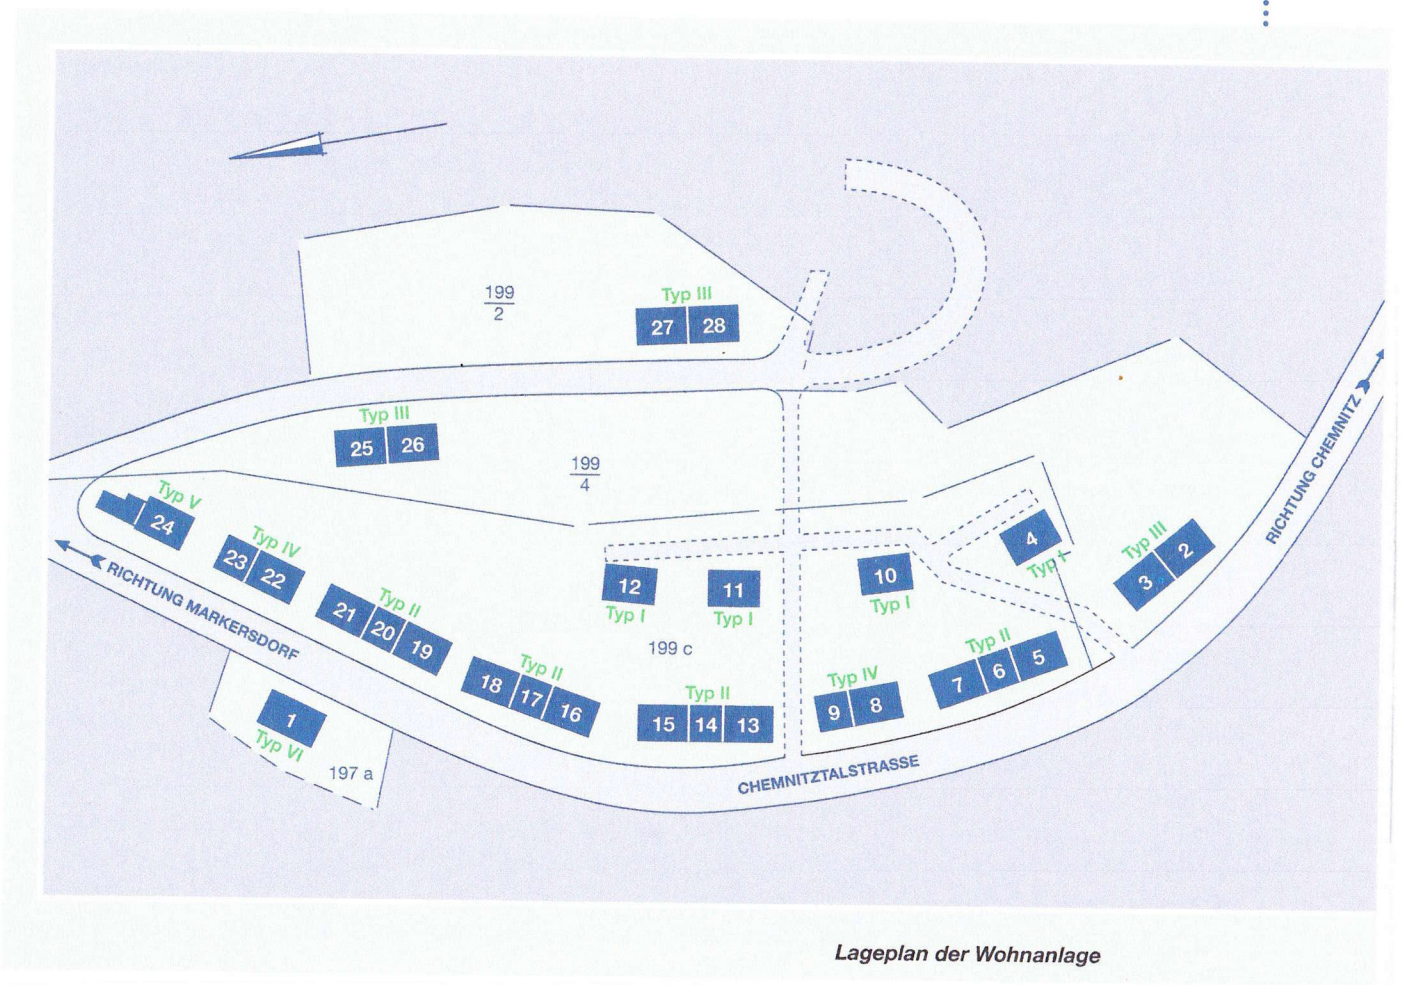 Typ III
27 28
199
2
Typ III
25 26
199
4
Typ V
24
Typ IV
23 22
Typ II
21 20 19
Typ II
18 17 16
Typ II
15 14 13
12
Typ I
11
Typ I
10
Typ I
4
Typ I
Typ III
3 2
Typ II
7 6 5
Typ IV
9 8
199 c
1
Typ VI
197 a
RICHTUNG MARKERSDORF
CHEMNITZTALSTRASSE
RICHTUNG CHEMNITZ
Lageplan der Wohnanlage